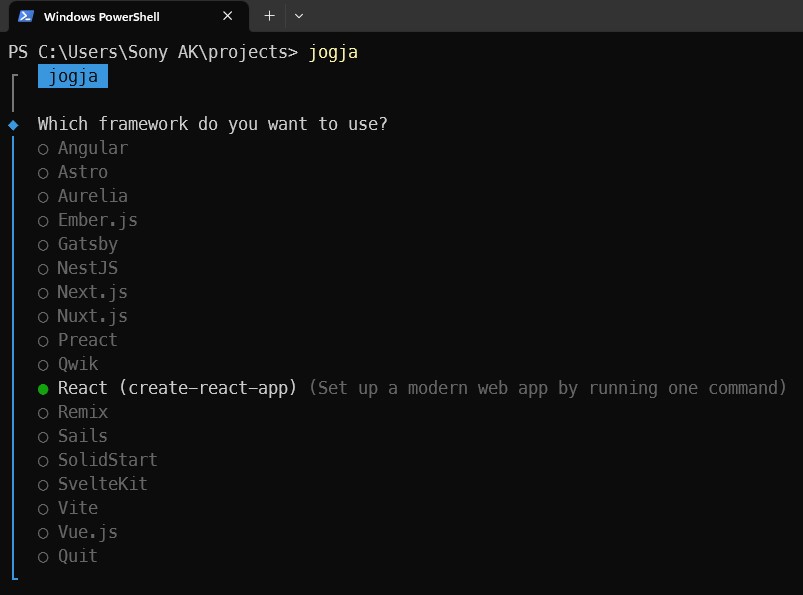 Windows PowerShell
PS C:\Users\Sony AK\projects> jogja
jogja
Which framework do you want to use?
Angular
Astro
Aurelia
Ember.js
Gatsby
NestJS
Next.js
Nuxt.js
Preact
Qwik
React (create-react-app) (Set up a modern web app by running one command)
Remix
Sails
SolidStart
SvelteKit
Vite
Vue.js
Quit